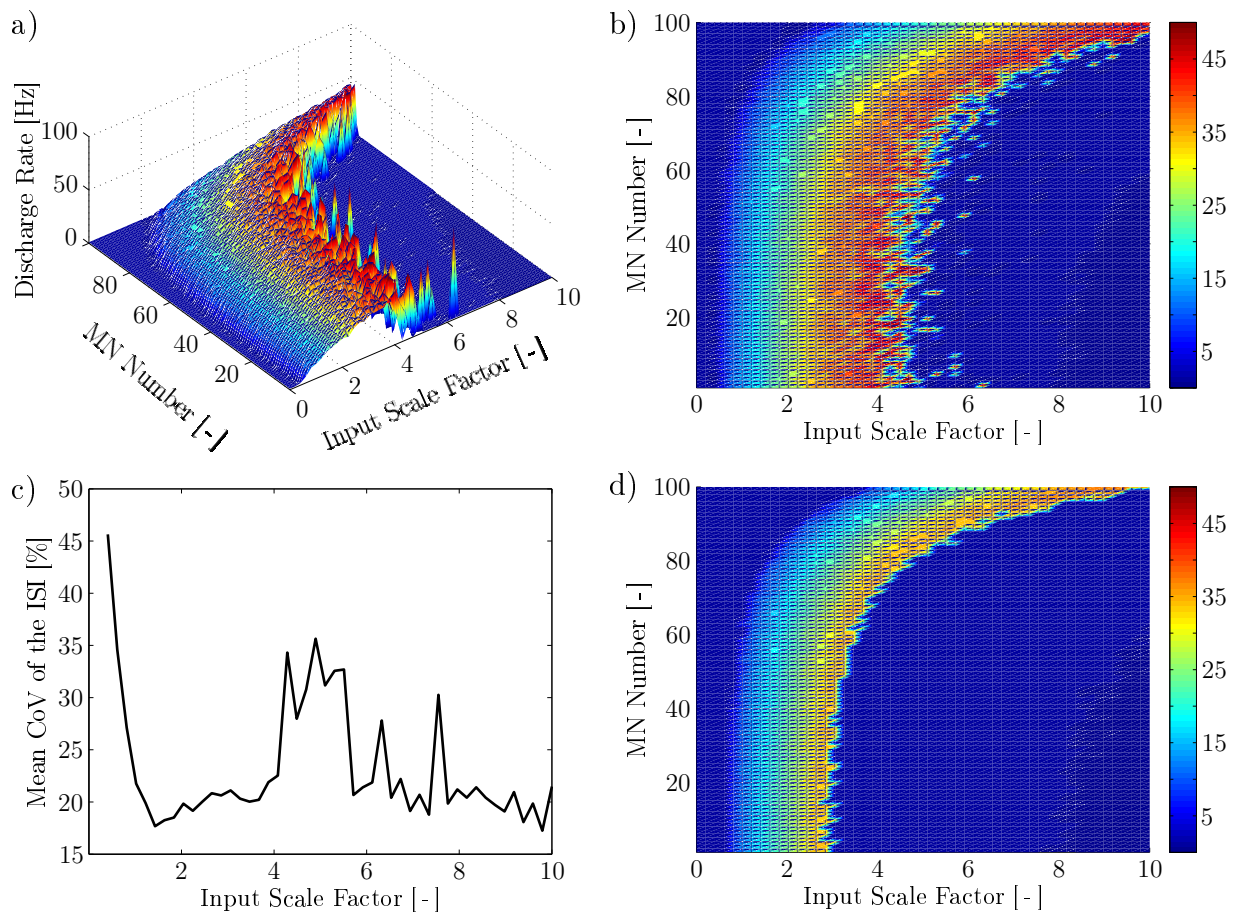 a)
Discharge Rate [Hz]
100
50
0
80
60
40
20
MN Number [-]
0
2
4
6
8
10
Input Scale Factor [-]
b)
MN Number [-]
100
80
60
40
20
0 2 4 6 8 10
Input Scale Factor [-]
45
35
25
15
5
c)
Mean CoV of the ISI [%]
50
45
40
35
30
25
20
15
2 4 6 8 10
Input Scale Factor [-]
d)
MN Number [-]
100
80
60
40
20
0 2 4 6 8 10
Input Scale Factor [-]
45
35
25
15
5